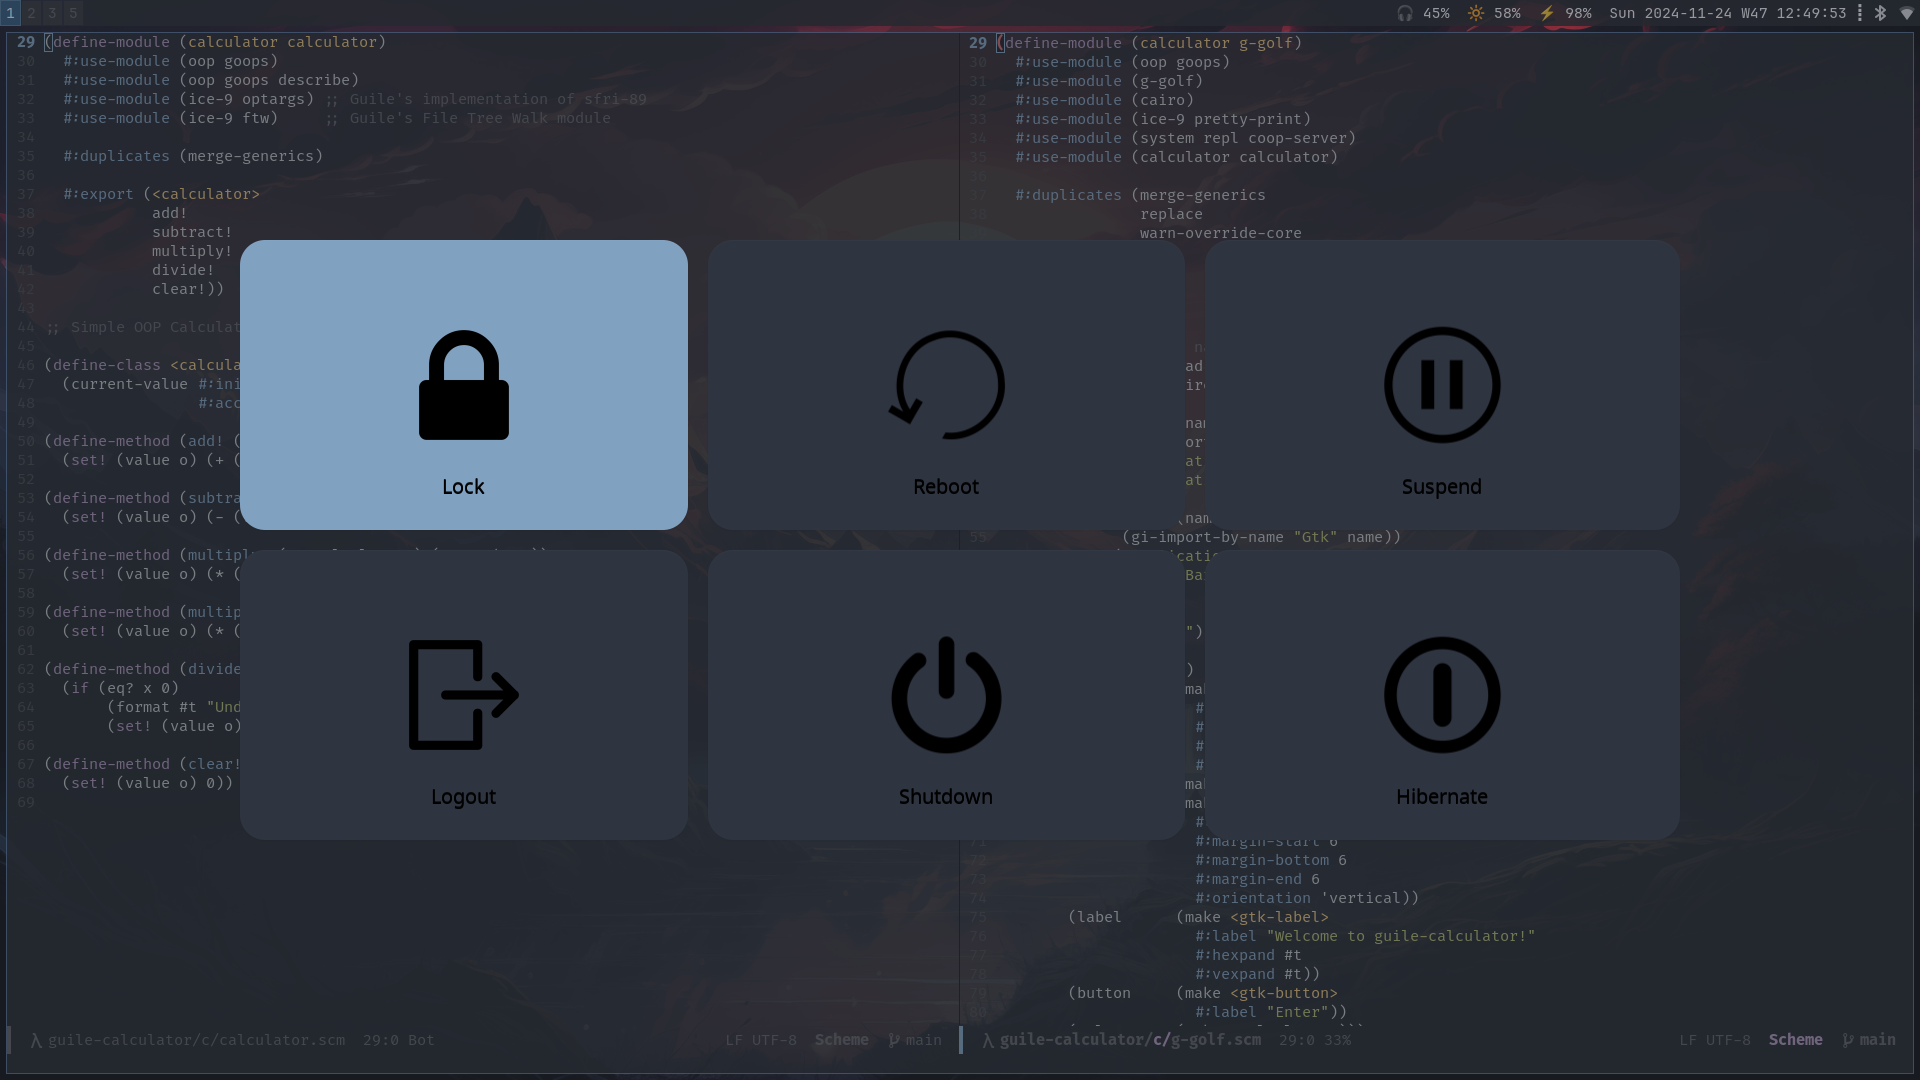 1 2 3 5
45% 58% 98% Sun 2024-11-24 W47 12:49:53
29 (define-module (calculator calculator)
30 #:use-module (oop goops)
31 #:use-module (oop goops describe)
32 #:use-module (ice-9 optargs) ;; Guile's implementation of sfri-89
33 #:use-module (ice-9 ftw) ;; Guile's File Tree Walk module
34
35 #:duplicates (merge-generics)
36
37 #:export (<calculator>
38 add!
39 subtract!
40 multiply!
41 divide!
42 clear!))
43
44 ;; Simple OOP Calculat
45
46 (define-class <calcula
47 (current-value #:ini
48 #:acc
49
50 (define-method (add! (
51 (set! (value o) (+ (
52
53 (define-method (subtra
54 (set! (value o) (- (
55
56 (define-method (multipl
57 (set! (value o) (* (
58
59 (define-method (multip
60 (set! (value o) (* (
61
62 (define-method (divide
63 (if (eq? x 0)
64 (format #t "Und
65 (set! (value o)
66
67 (define-method (clear!
68 (set! (value o) 0))
69
guile-calculator/c/calculator.scm 29:0 Bot LF UTF-8 Scheme main
29 (define-module (calculator g-golf)
30 #:use-module (oop goops)
31 #:use-module (g-golf)
32 #:use-module (cairo)
33 #:use-module (ice-9 pretty-print)
34 #:use-module (system repl coop-server)
35 #:use-module (calculator calculator)
36
37 #:duplicates (merge-generics
38 replace
warn-override-core
55 (gi-import-by-name "Gtk" name))
71 #:margin-start 6
72 #:margin-bottom 6
73 #:margin-end 6
74 #:orientation 'vertical))
75 (label (make <gtk-label>
76 #:label "Welcome to guile-calculator!"
77 #:hexpand #t
78 #:vexpand #t))
79 (button (make <gtk-button>
80 #:label "Enter"))
guile-calculator/c/g-golf.scm 29:0 33% LF UTF-8 Scheme main
Lock
Reboot
Suspend
Logout
Shutdown
Hibernate